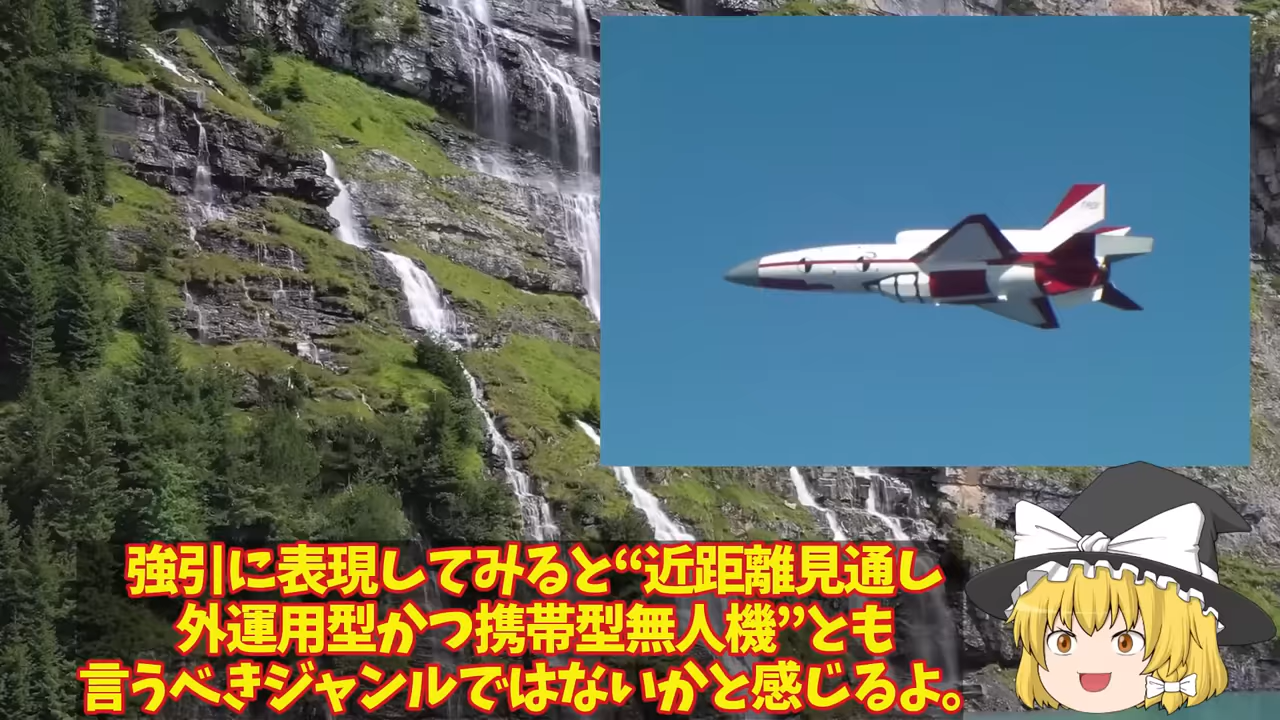 強引に表現してみると“近距離見通し
外運用型かつ携帯型無人機”とも
言うべきジャンルではないかと感じるよ。